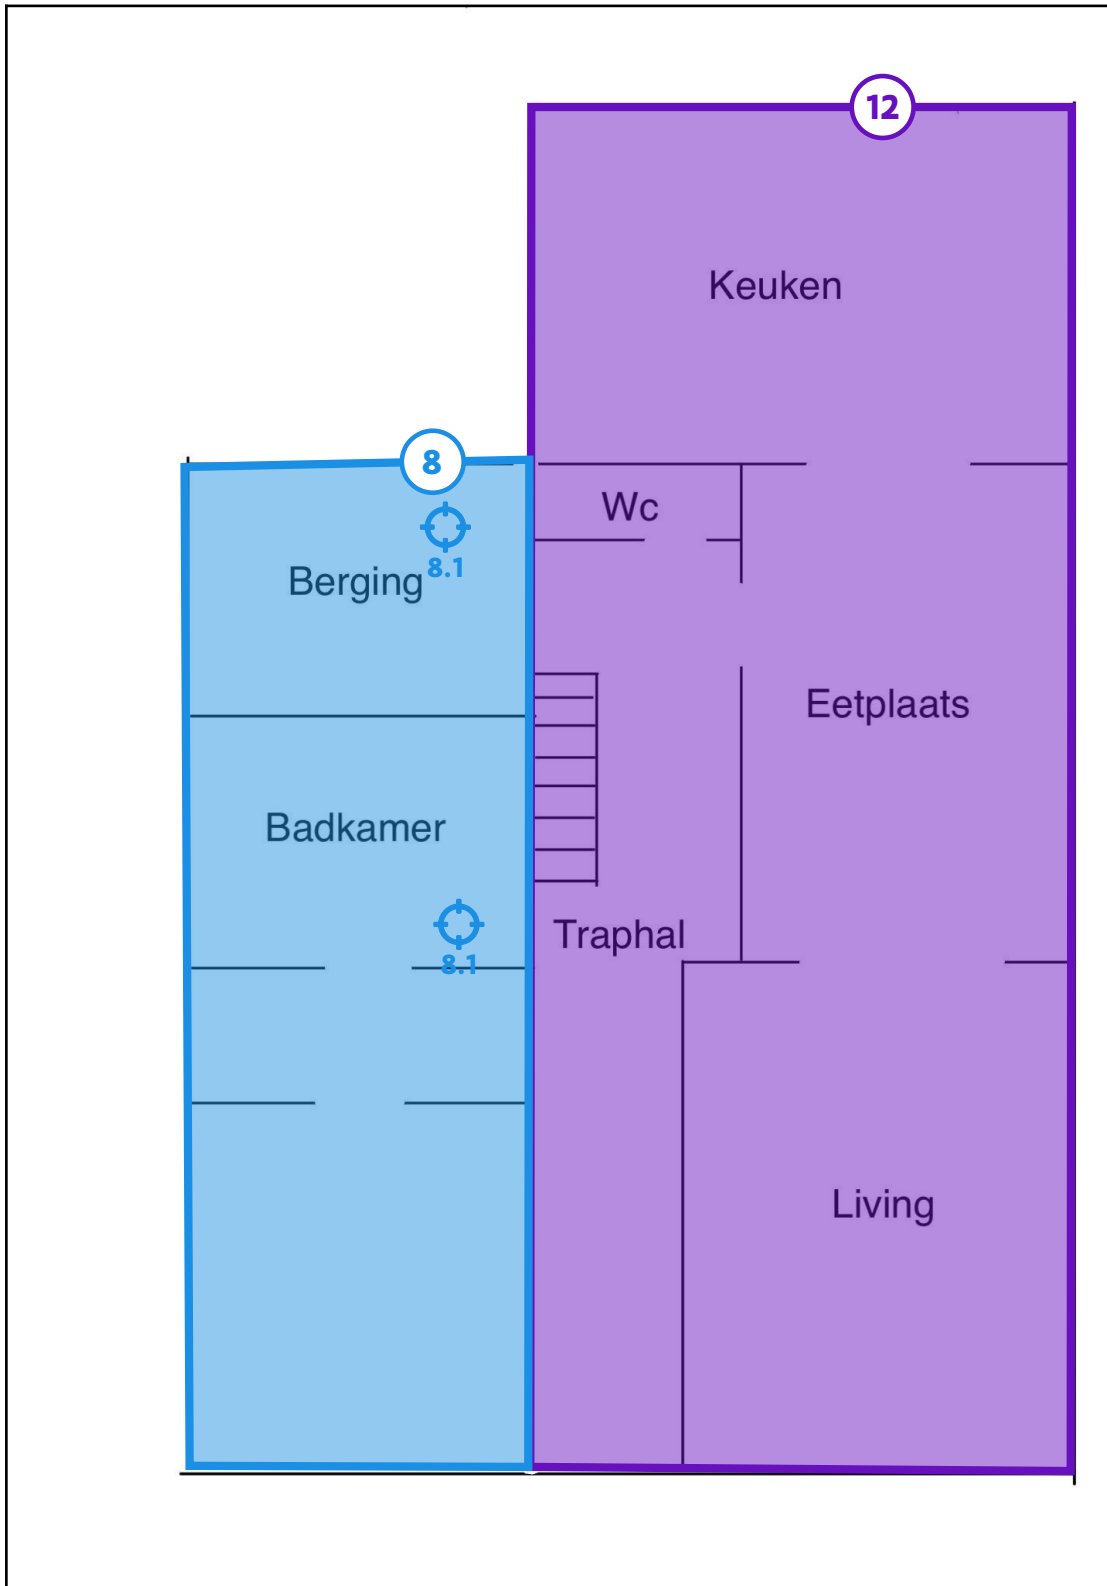 12
Keuken
8
Wc
8.1
Berging
Eetplaats
Badkamer
Traphal
8.1
Living